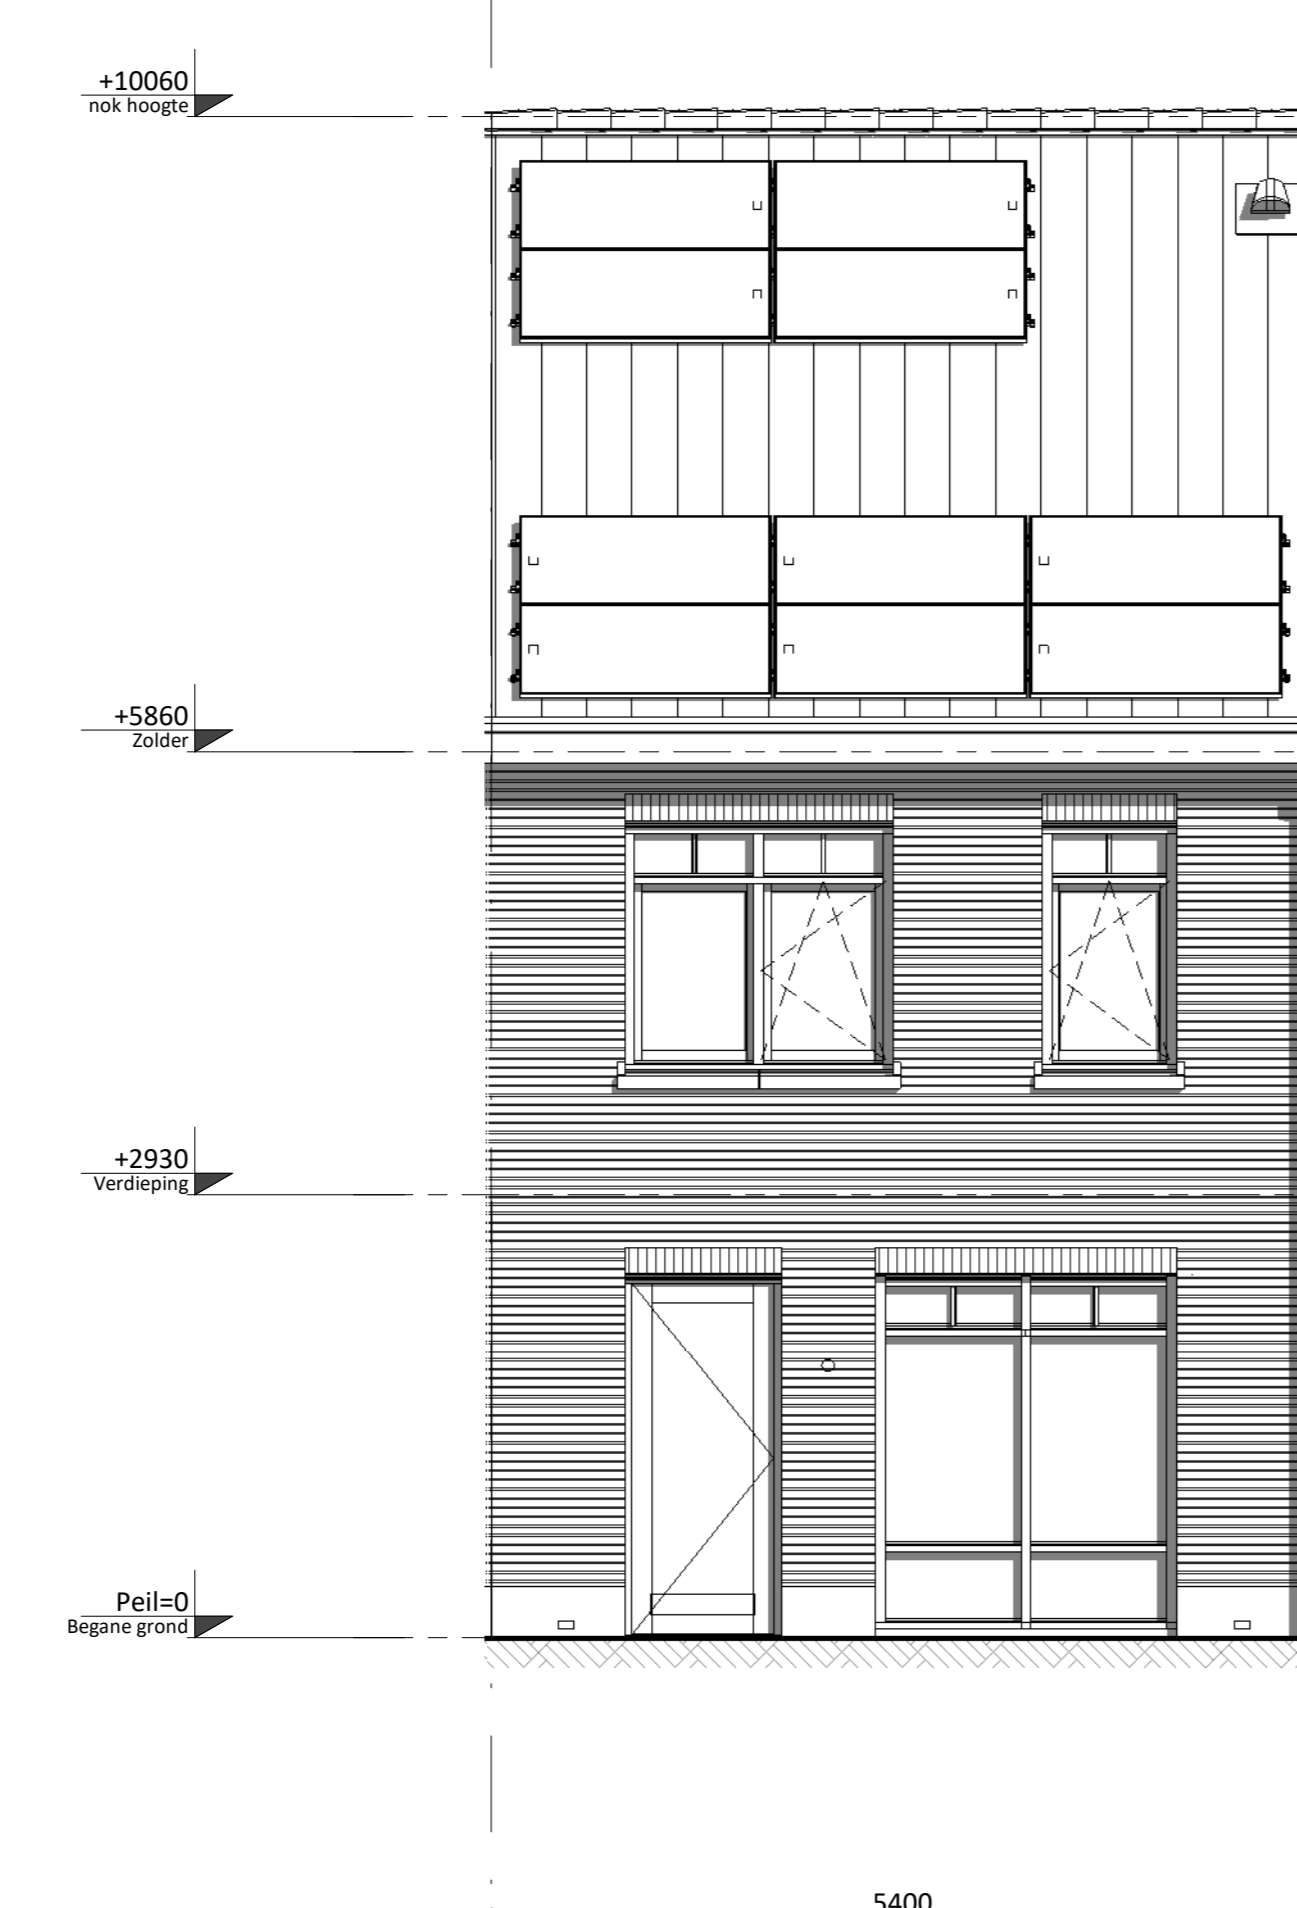 +10060
nok hoogte
+5860
Zolder
+2930
Verdieping
Peil=0
Begane grond
5400